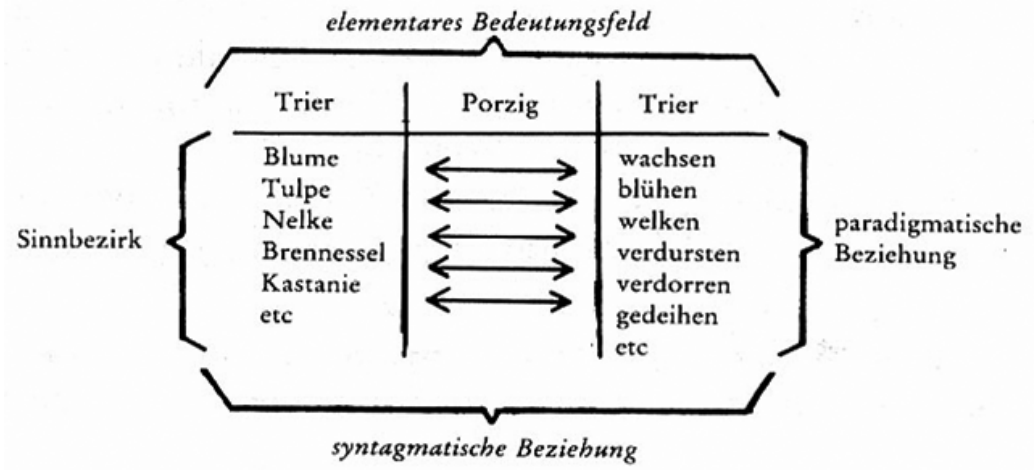 elementares Bedeutungsfeld
Trier Porzig Trier
Blume wachsen
Tulpe blühen
Nelke welken
Sinnbezirk Brennessel verdursten paradigmatische
Kastanie verdorren Beziehung
etc gedeihen
etc
syntagmatische Beziehung